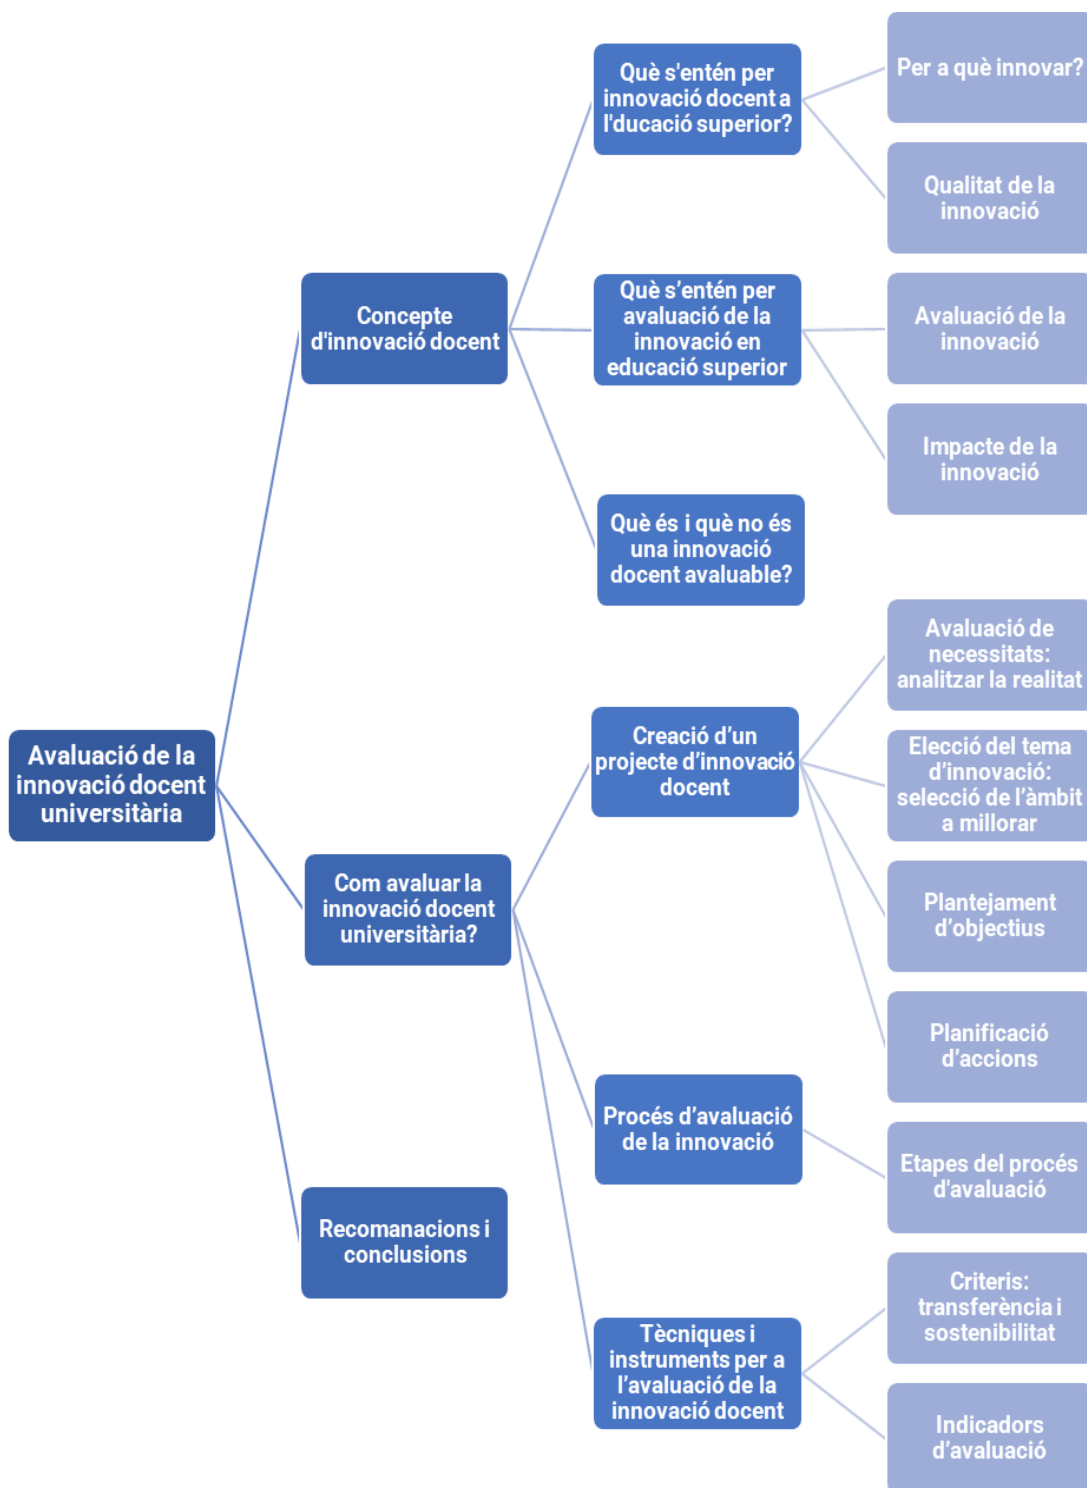 Avaluació de la
innovació docent
universitària
Concepte
d'innovació docent
Què s'entén per
innovació docent a
l'ducació superior?
Per a què innovar?
Qualitat de la
innovació
Què s’entén per
avaluació de la
innovació en
educació superior
Avaluació de la
innovació
Impacte de la
innovació
Què és i què no és
una innovació
docent avaluable?
Com avaluar la
innovació docent
universitària?
Creació d’un
projecte d’innovació
docent
Avaluació de
necessitats:
analitzar la realitat
Elecció del tema
d’innovació:
selecció de l’àmbit
a millorar
Plantejament
d’objectius
Planificació
d’accions
Procés d’avaluació
de la innovació
Etapes del procés
d'avaluació
Tècniques i
instruments per a
l’avaluació de la
innovació docent
Criteris:
transferència i
sostenibilitat
Indicadors
d’avaluació
Recomanacions i
conclusions